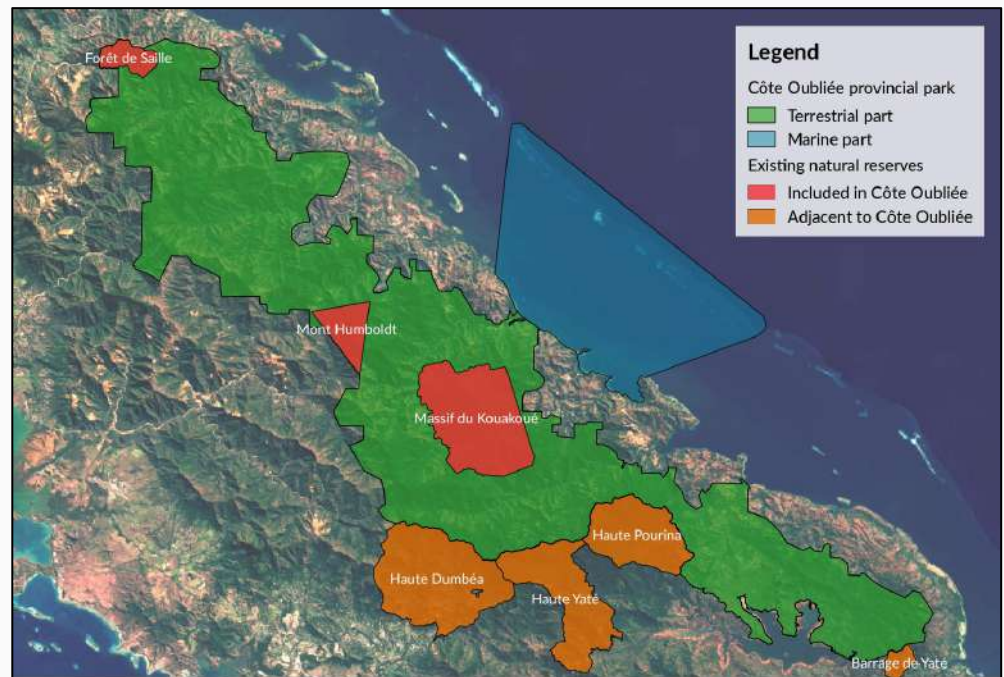 Forêt de Saille
Legend
Côte Oubliée provincial park
Terrestrial part
Marine part
Existing natural reserves
Included in Côte Oubliée
Adjacent to Côte Oubliée
Mont Humboldt
Massif du Kouakoué
Haute Pourina
Haute Dumbéa
Haute Yaté
Barrage de Yaté